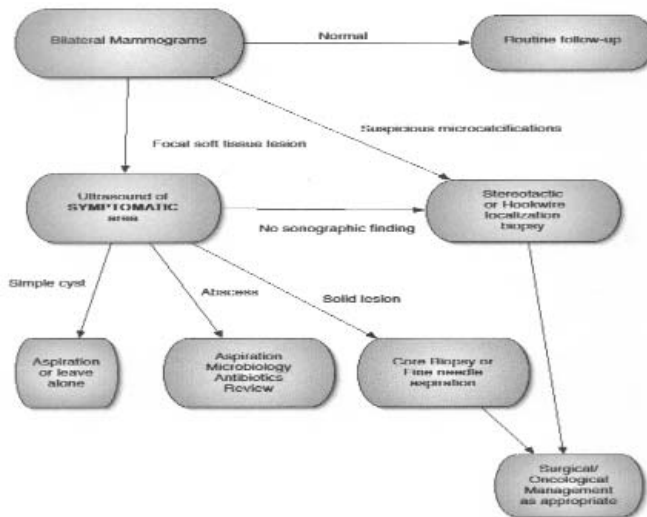 Bilateral Mammograms
Normal
Routine follow-up
Focal soft tissue lesion
Suspicious microcalcifications
Ultrasound of
SYMPTOMATIC
area
No sonographic finding
Stereotactic
or Hookwire
localization
biopsy
Simple cyst
Abscess
Solid lesion
Aspiration
or leave
alone
Aspiration
Microbiology
Antibiotics
Review
Core Biopsy or
Fine needle
aspiration
Surgical/
Oncological
Management
as appropriate